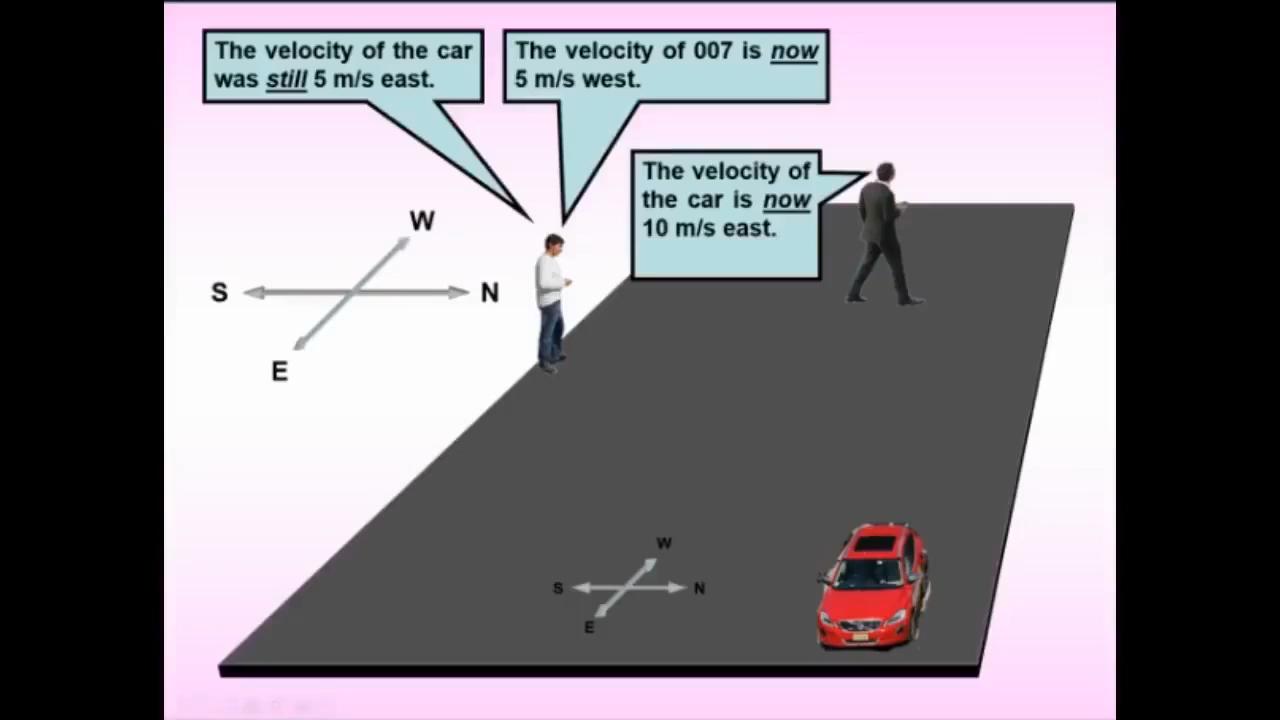 The velocity of the car
was still 5 m/s east.
The velocity of 007 is now
5 m/s west.
The velocity of
the car is now
10 m/s east.
W
S
N
E
W
S
N
E